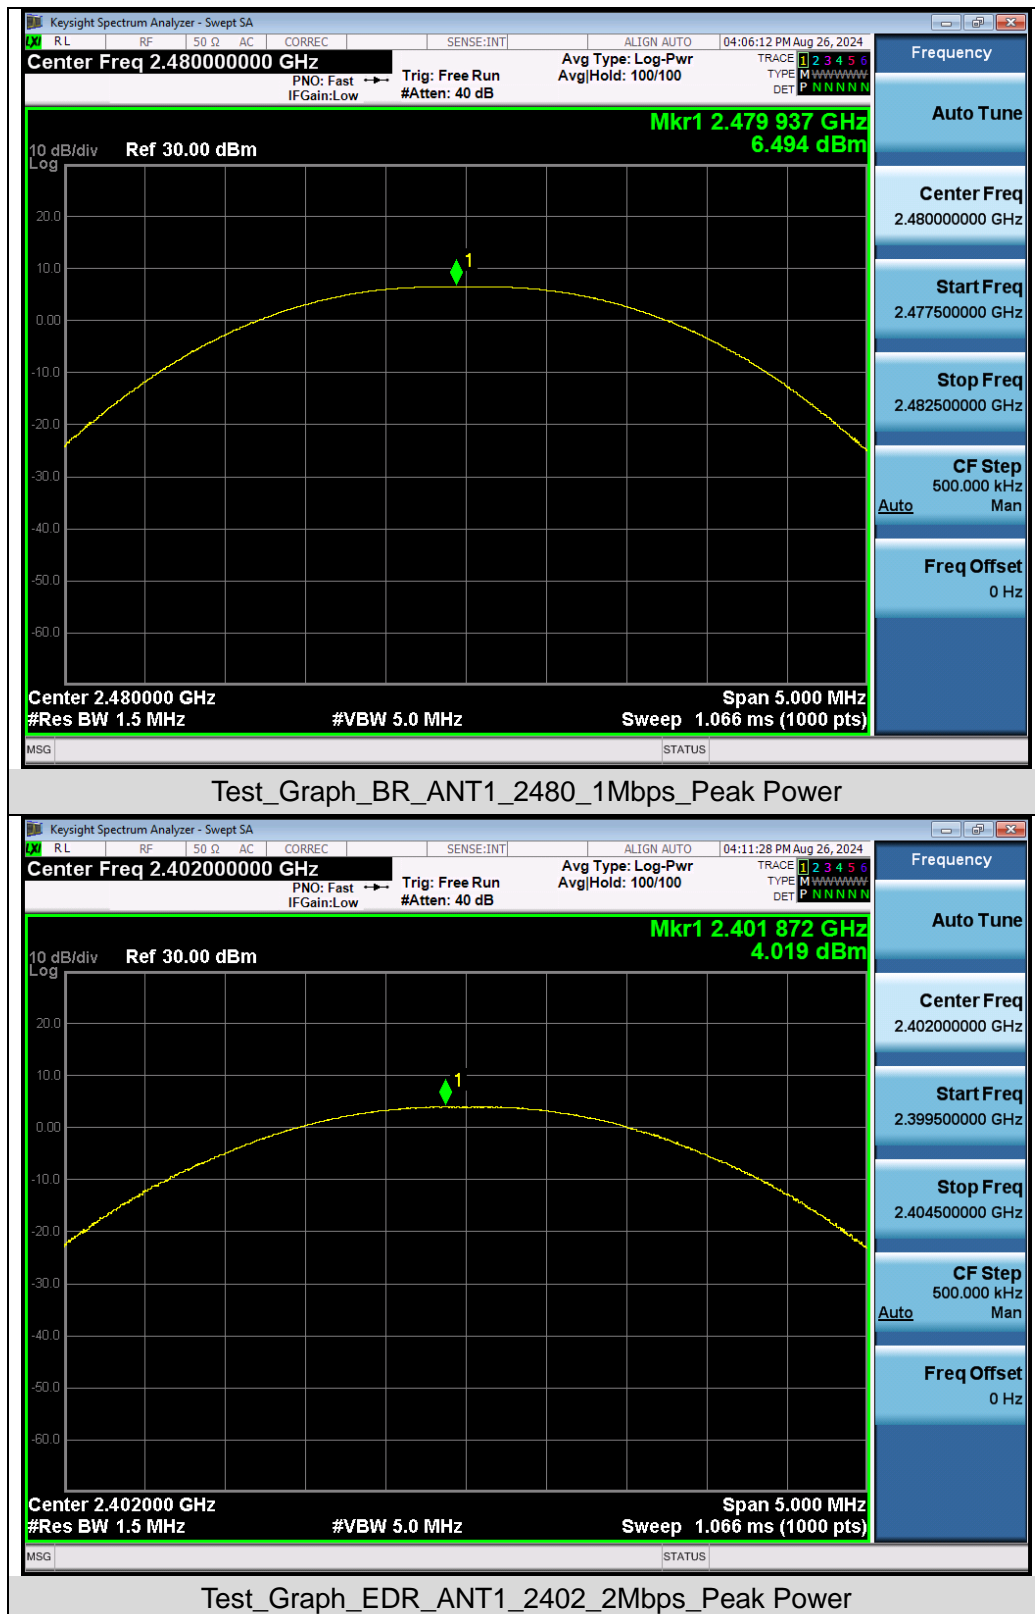 Keysight Spectrum Analyzer - Swept SA
LXI RL RF 50 Ω AC CORREC SENSE:INT ALIGN AUTO 04:06:12 PM Aug 26, 2024
Center Freq 2.480000000 GHz
PNO: Fast
IFGain:Low
Trig: Free Run
#Atten: 40 dB
Avg Type: Log-Pwr
Avg|Hold: 100/100
TRACE 1 2 3 4 5 6
TYPE M WWWWW
DET P N N N N N
Mkr1 2.479 937 GHz
6.494 dBm
10 dB/div Ref 30.00 dBm
Log
20.0
1
10.0
0.00
-10.0
-20.0
-30.0
-40.0
-50.0
-60.0
Center 2.480000 GHz Span 5.000 MHz
#Res BW 1.5 MHz #VBW 5.0 MHz Sweep 1.066 ms (1000 pts)
MSG STATUS
Frequency
Auto Tune
Center Freq
2.480000000 GHz
Start Freq
2.477500000 GHz
Stop Freq
2.482500000 GHz
CF Step
500.000 kHz
Auto Man
Freq Offset
0 Hz
Test_Graph_BR_ANT1_2480_1Mbps_Peak Power
Keysight Spectrum Analyzer - Swept SA
LXI RL RF 50 Ω AC CORREC SENSE:INT ALIGN AUTO 04:11:28 PM Aug 26, 2024
Center Freq 2.402000000 GHz
PNO: Fast
IFGain:Low
Trig: Free Run
#Atten: 40 dB
Avg Type: Log-Pwr
Avg|Hold: 100/100
TRACE 1 2 3 4 5 6
TYPE M WWWWW
DET P N N N N N
Mkr1 2.401 872 GHz
4.019 dBm
10 dB/div Ref 30.00 dBm
Log
20.0
10.0
1
0.00
-10.0
-20.0
-30.0
-40.0
-50.0
-60.0
Center 2.402000 GHz Span 5.000 MHz
#Res BW 1.5 MHz #VBW 5.0 MHz Sweep 1.066 ms (1000 pts)
MSG STATUS
Frequency
Auto Tune
Center Freq
2.402000000 GHz
Start Freq
2.399500000 GHz
Stop Freq
2.404500000 GHz
CF Step
500.000 kHz
Auto Man
Freq Offset
0 Hz
Test_Graph_EDR_ANT1_2402_2Mbps_Peak Power